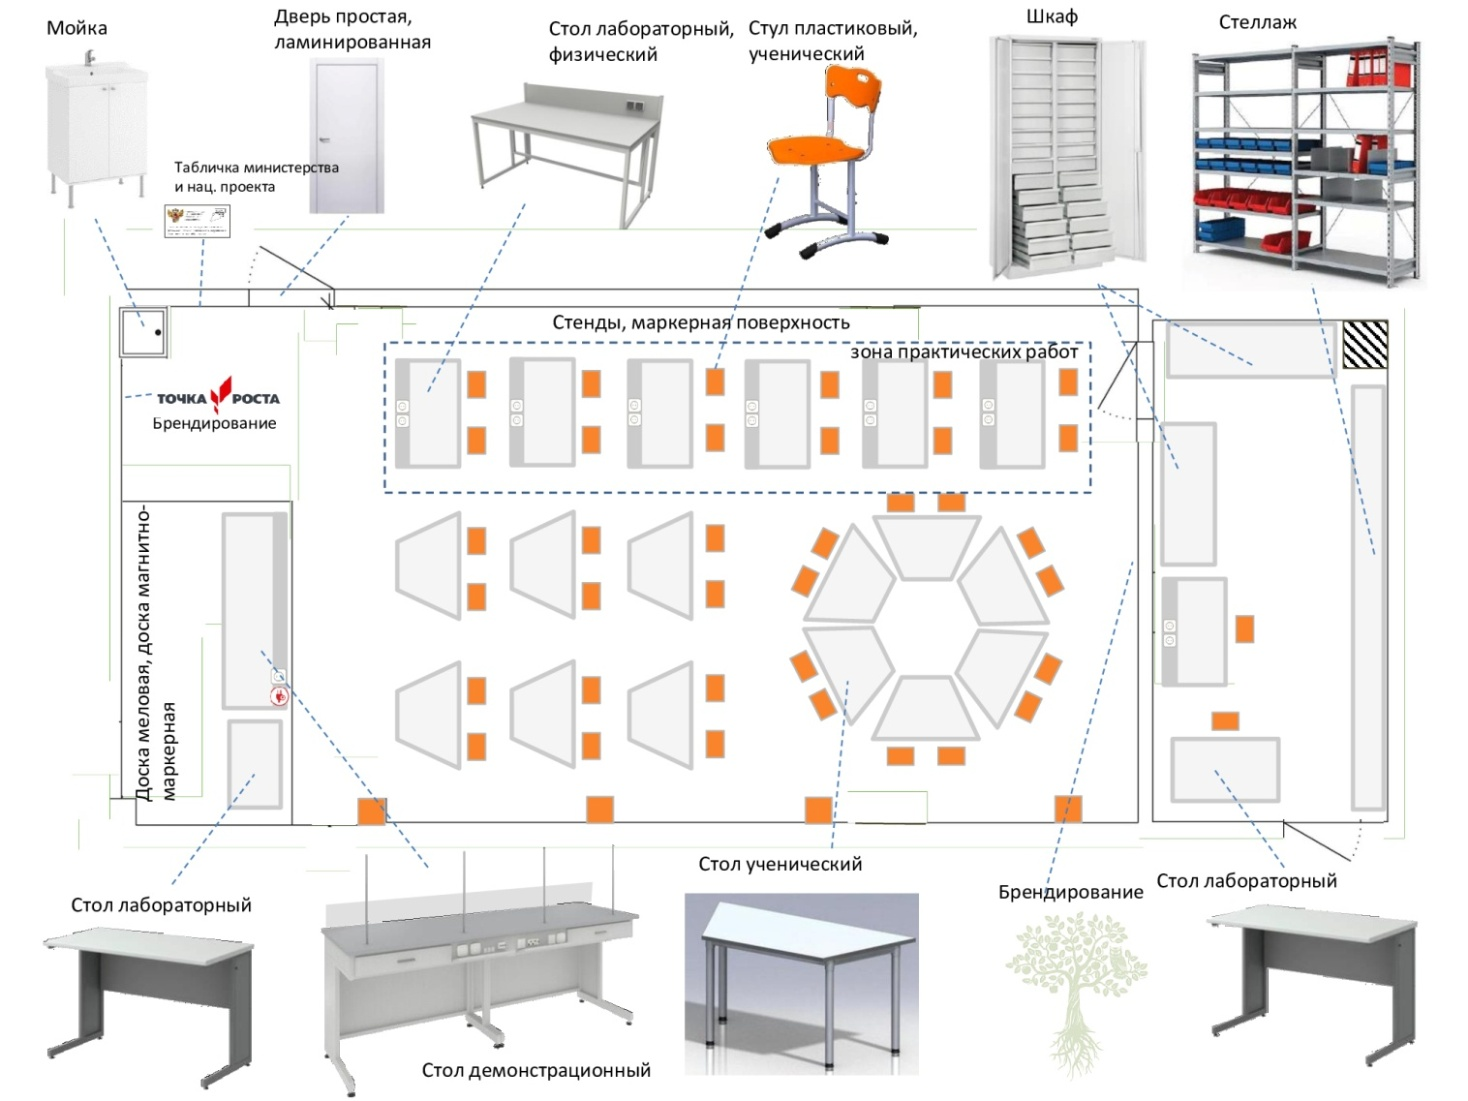 Мойка
Дверь простая,
ламинированная
Стол лабораторный,
физический
Стул пластиковый,
ученический
Шкаф
Стеллаж
Табличка министерства
и нац. проекта
Стенды, маркерная поверхность
зона практических работ
ТОЧКА РОСТА
Брендирование
Доска меловая, доска магнитно-
маркерная
Стол лабораторный
Стол демонстрационный
Стол ученический
Брендирование
Стол лабораторный